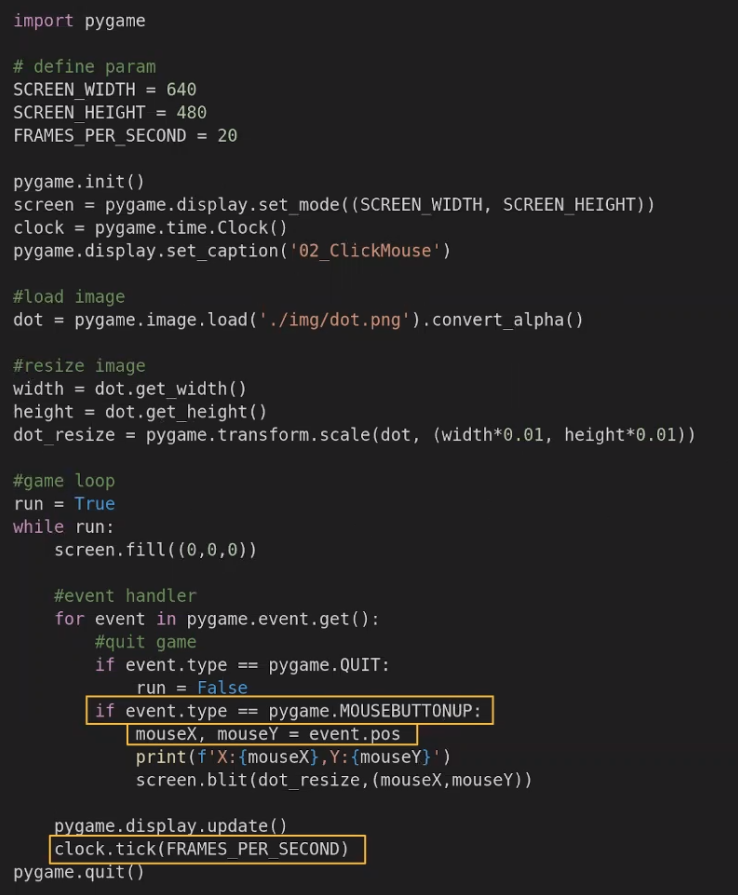 import pygame
# define param
SCREEN_WIDTH = 640
SCREEN_HEIGHT = 480
FRAMES_PER_SECOND = 20
pygame.init()
screen = pygame.display.set_mode((SCREEN_WIDTH, SCREEN_HEIGHT))
clock = pygame.time.Clock()
pygame.display.set_caption('02_ClickMouse')
#load image
dot = pygame.image.load('./img/dot.png').convert_alpha()
#resize image
width = dot.get_width()
height = dot.get_height()
dot_resize = pygame.transform.scale(dot, (width*0.01, height*0.01))
#game loop
run = True
while run:
    screen.fill((0,0,0))
    #event handler
    for event in pygame.event.get():
        #quit game
        if event.type == pygame.QUIT:
            run = False
        if event.type == pygame.MOUSEBUTTONUP:
            mouseX, mouseY = event.pos
            print(f'X:{mouseX},Y:{mouseY}')
            screen.blit(dot_resize,(mouseX,mouseY))
    pygame.display.update()
    clock.tick(FRAMES_PER_SECOND)
pygame.quit()